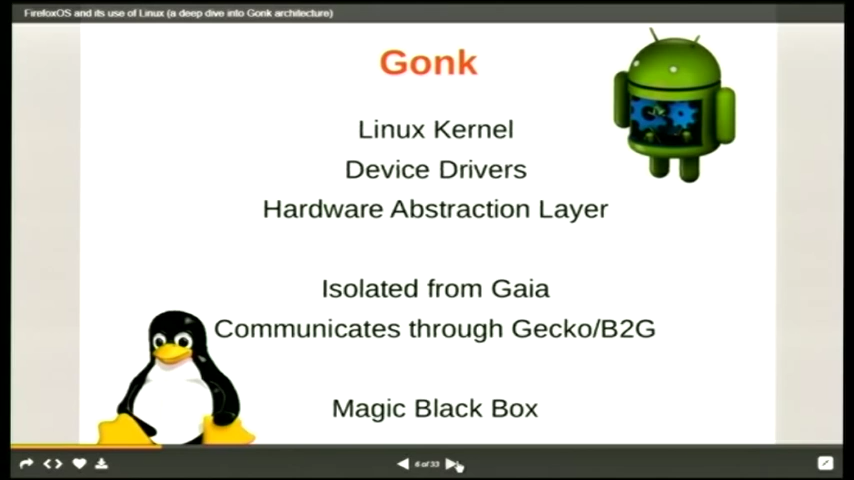 FirefoxOS and its use of Linux (a deep dive into Gonk architecture)
Gonk
Linux Kernel
Device Drivers
Hardware Abstraction Layer
Isolated from Gaia
Communicates through Gecko/B2G
Magic Black Box
6 of 33